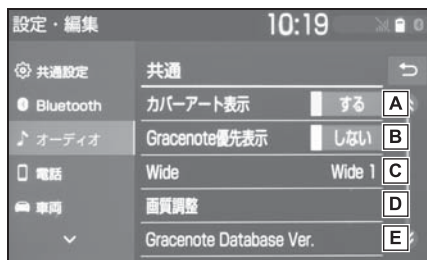 設定・編集 10:19 0
共通設定 共通
Bluetooth カバーアート表示 する A
オーディオ Gracenote優先表示 しない B
電話 Wide Wide 1 C
車両 画質調整 D
Gracenote Database Ver. E